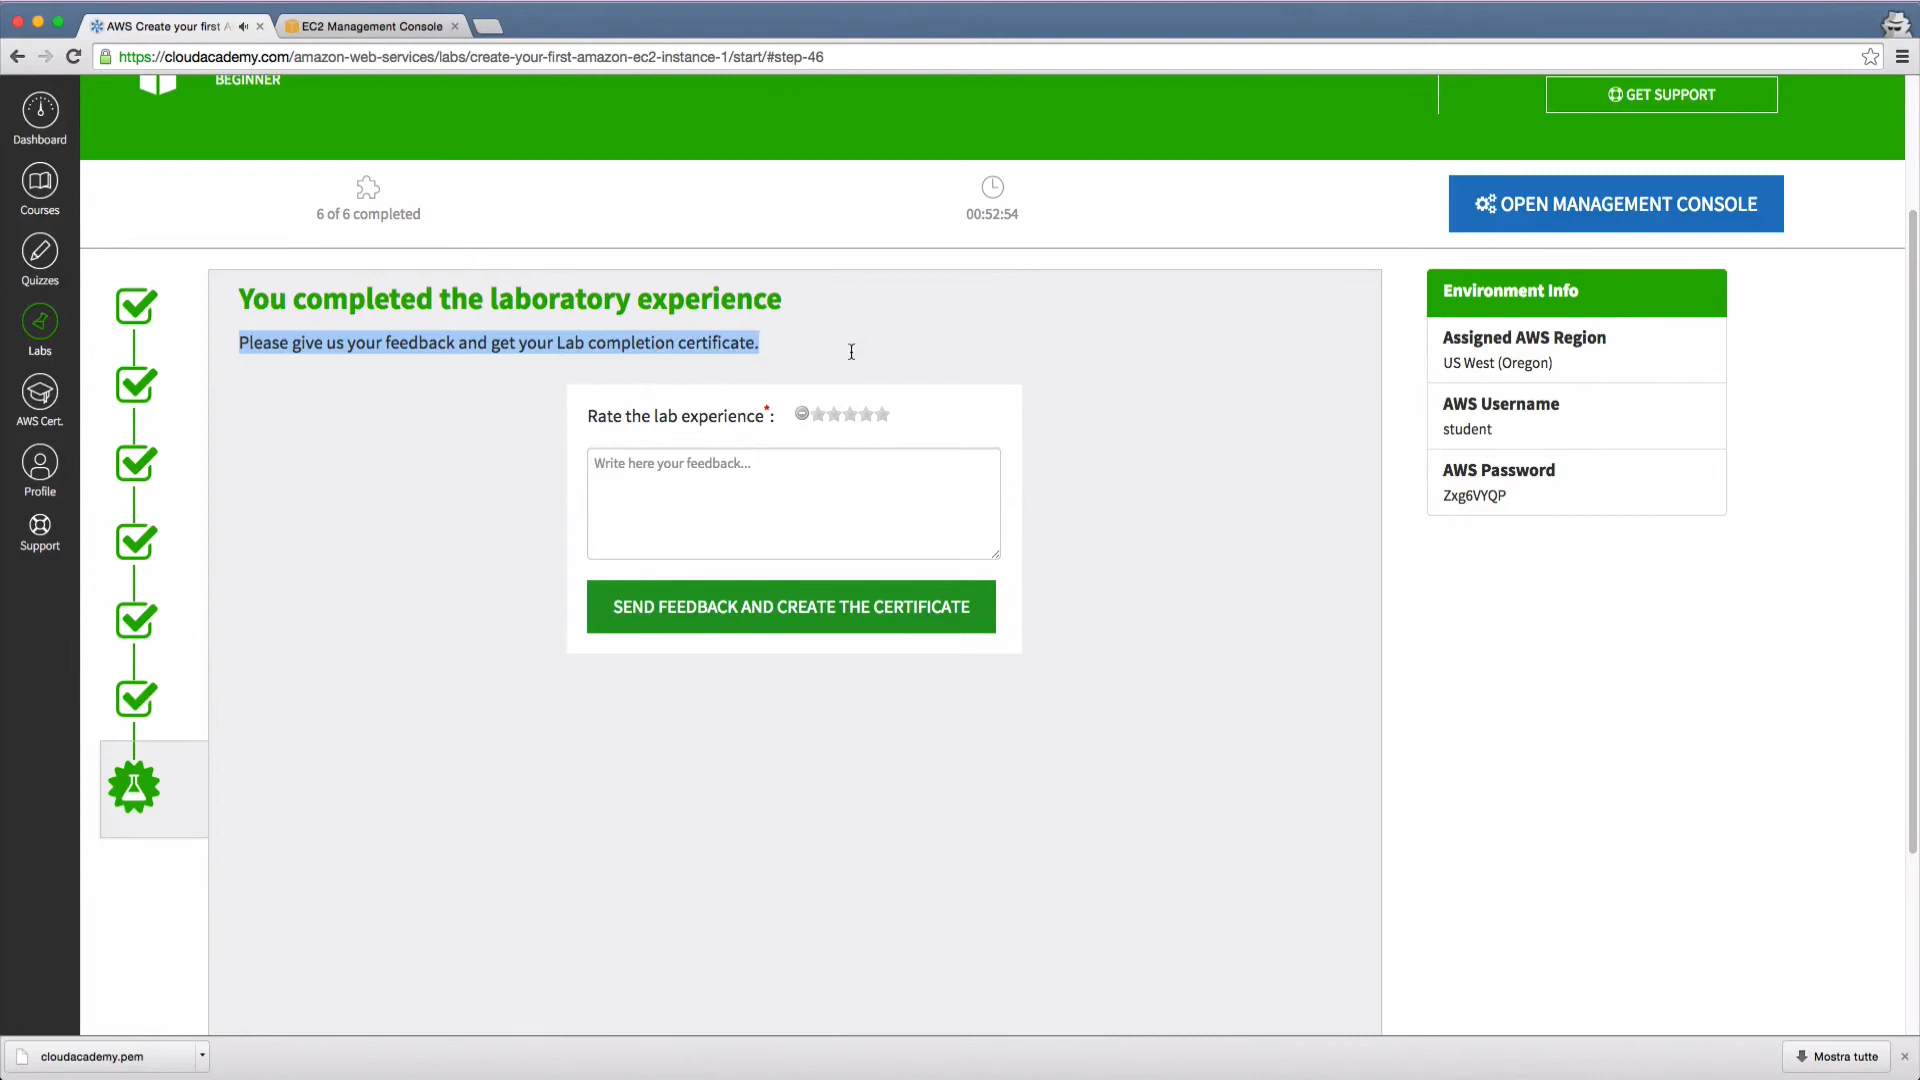 AWS Create your first A
EC2 Management Console
https://cloudacademy.com/amazon-web-services/labs/create-your-first-amazon-ec2-instance-1/start/#step-46
BEGINNER
GET SUPPORT
Dashboard
Courses
Quizzes
Labs
AWS Cert.
Profile
Support
6 of 6 completed
00:52:54
OPEN MANAGEMENT CONSOLE
You completed the laboratory experience
Please give us your feedback and get your Lab completion certificate.
Rate the lab experience*:
Write here your feedback...
SEND FEEDBACK AND CREATE THE CERTIFICATE
Environment Info
Assigned AWS Region
US West (Oregon)
AWS Username
student
AWS Password
Zxg6VYQP
cloudacademy.pem
Mostra tutte